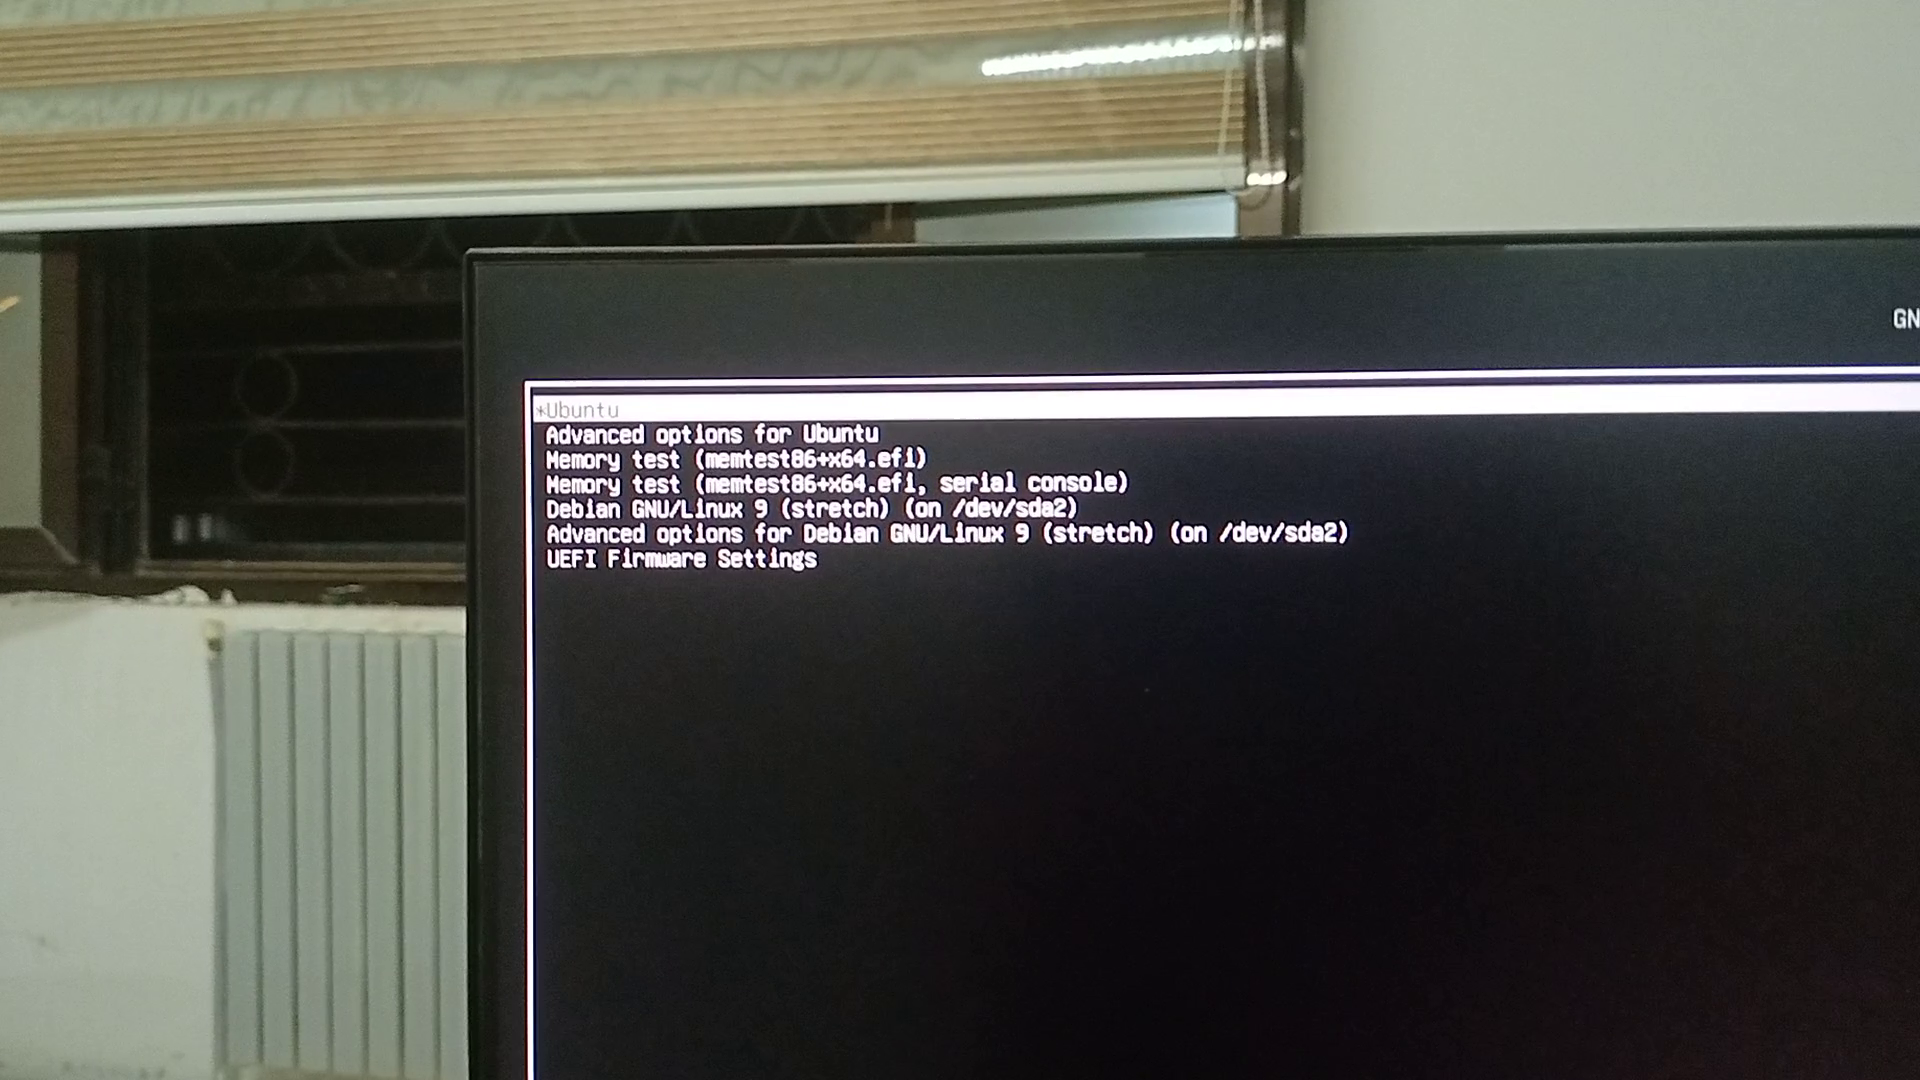 GN
*Ubuntu
Advanced options for Ubuntu
Memory test (memtest86+x64.efi)
Memory test (memtest86+x64.efi, serial console)
Debian GNU/Linux 9 (stretch) (on /dev/sda2)
Advanced options for Debian GNU/Linux 9 (stretch) (on /dev/sda2)
UEFI Firmware Settings